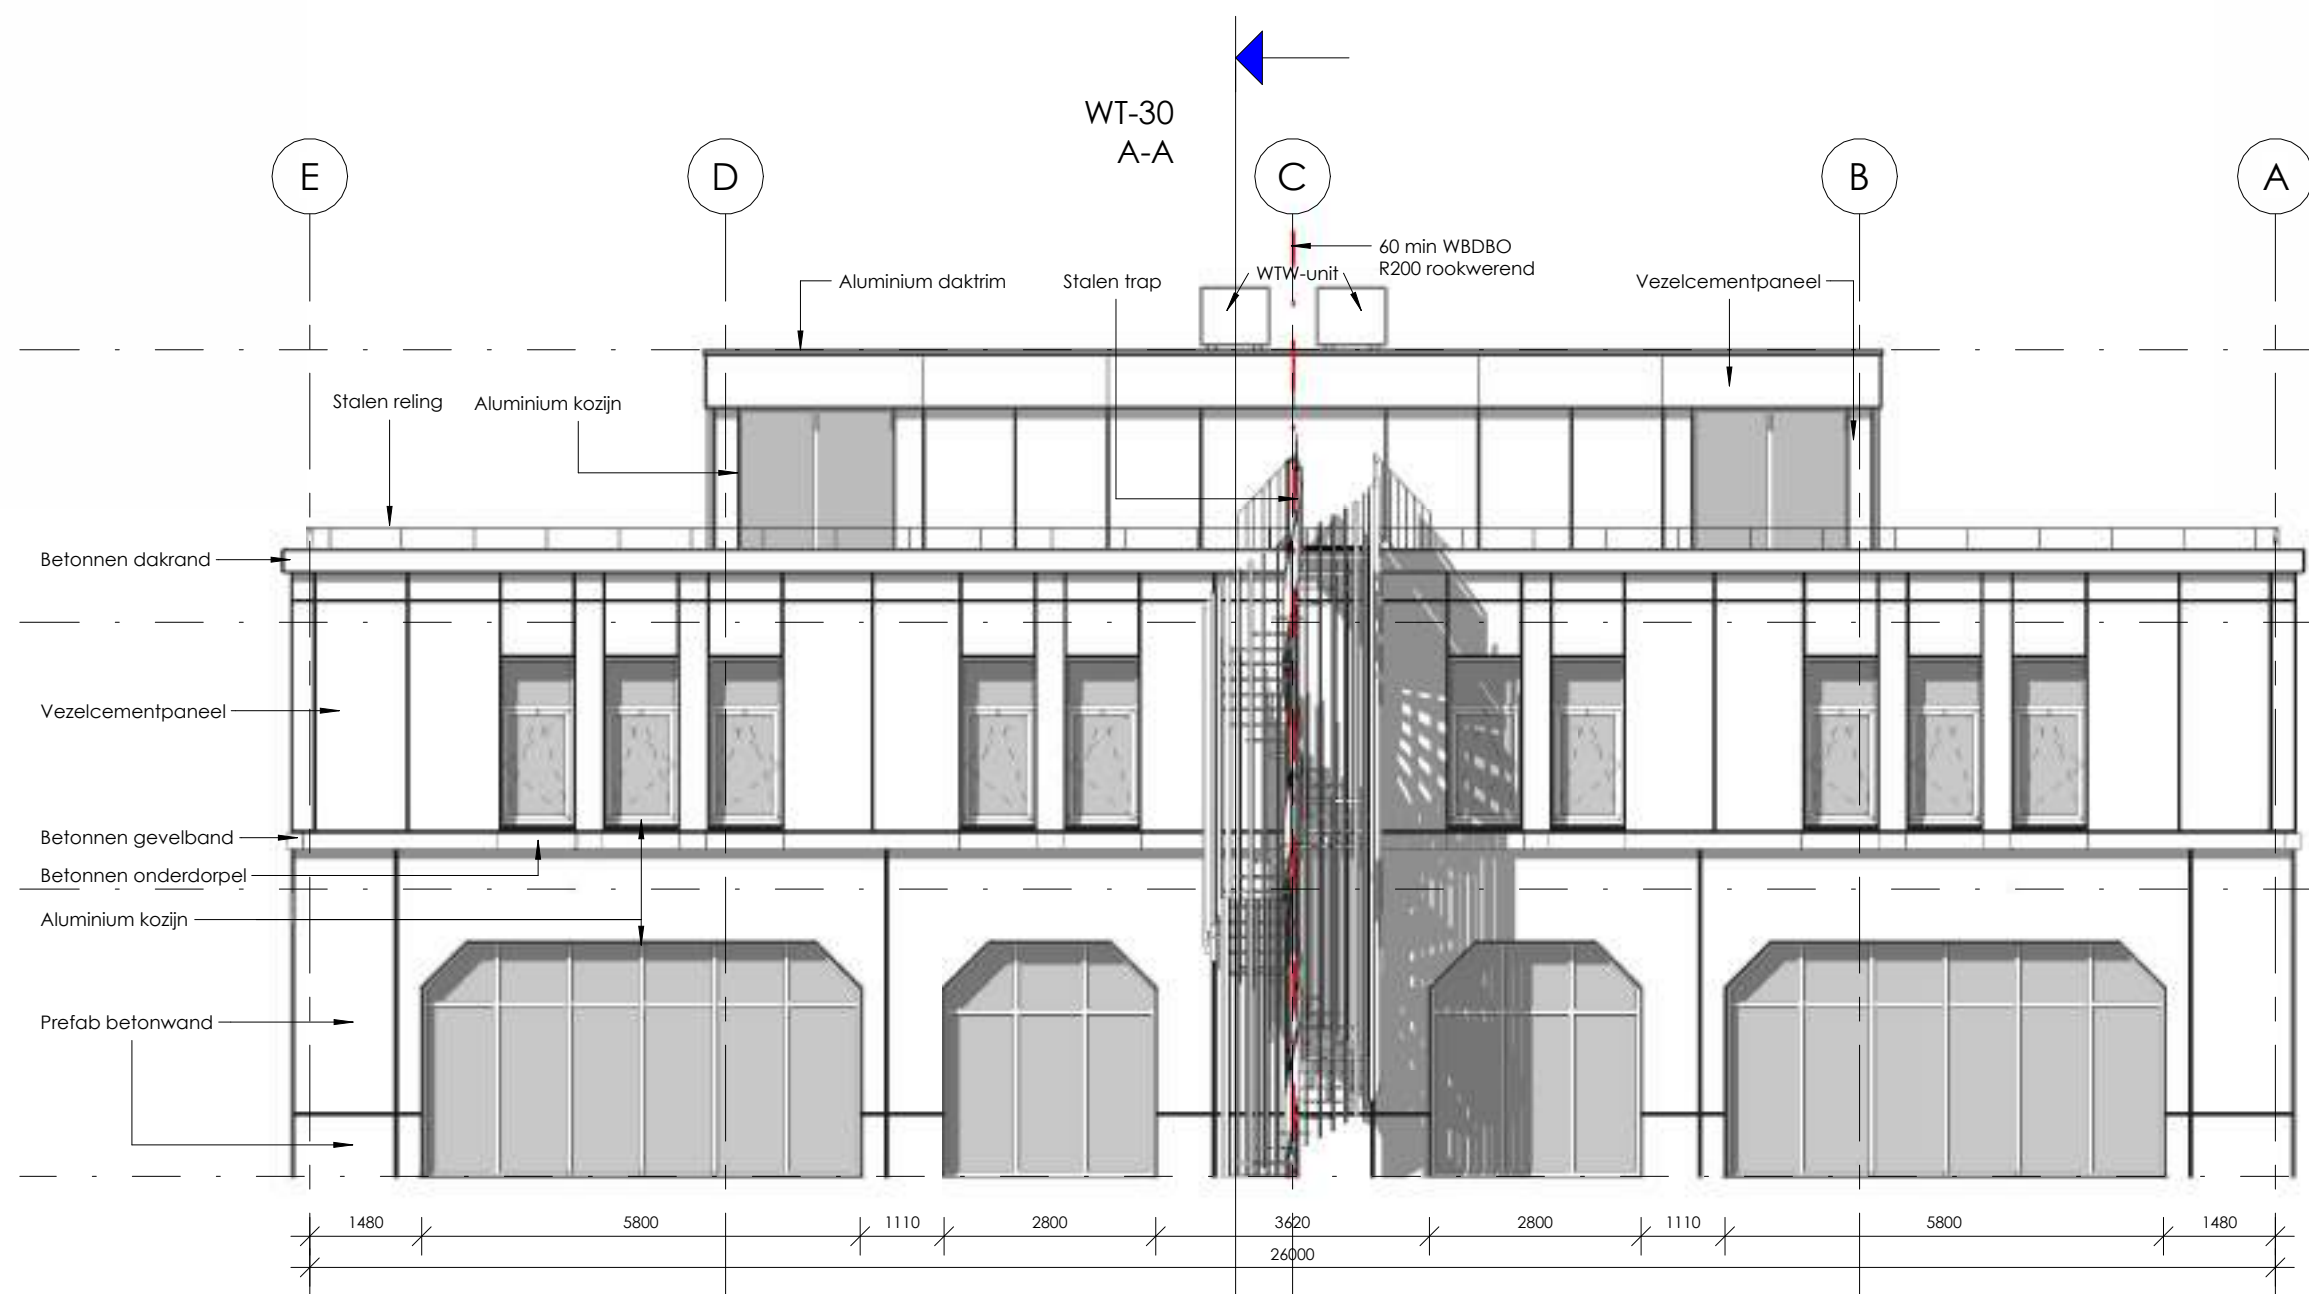 WT-30
A-A
E
D
C
B
A
60 min WBDBO
R200 rookwerend
Aluminium daktrim
Stalen trap
WTW-unit
Vezelcementpaneel
Stalen reling
Aluminium kozijn
Betonnen dakrand
Vezelcementpaneel
Betonnen gevelband
Betonnen onderdorpel
Aluminium kozijn
Prefab betonwand
1480
5800
1110
2800
3620
2800
1110
5800
1480
26000